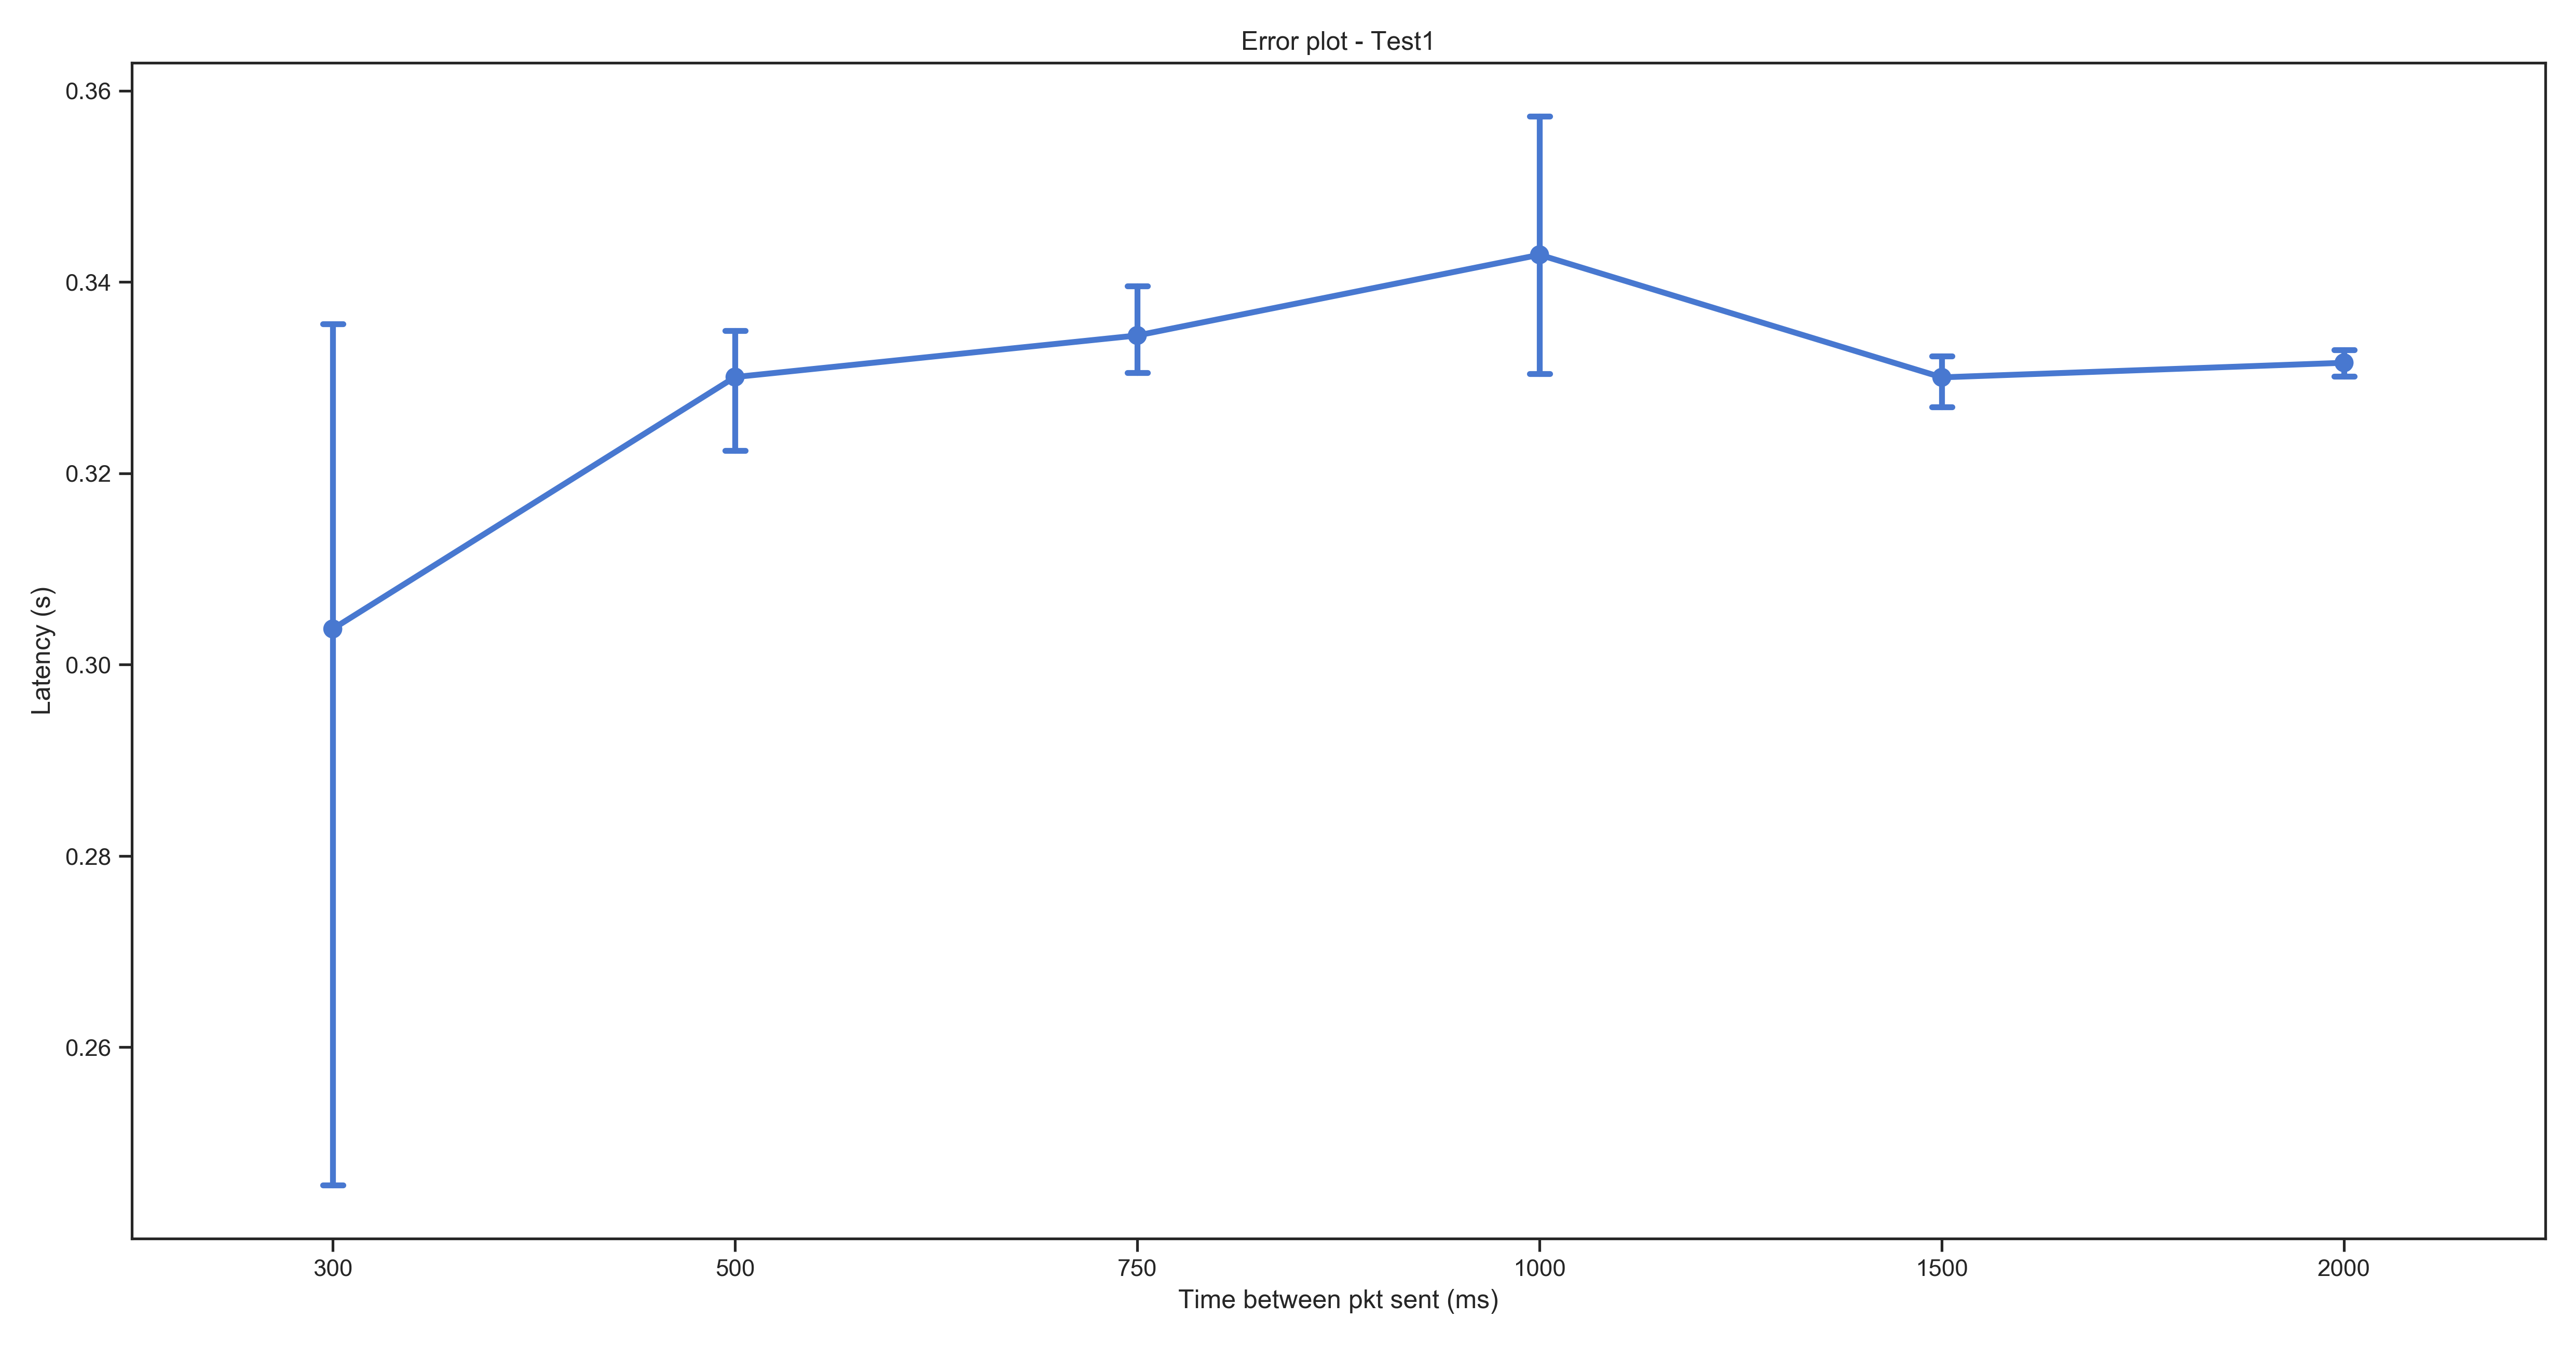 Error plot - Test1
0.36
0.34
0.32
0.30
0.28
0.26
Latency (s)
300 500 750 1000 1500 2000
Time between pkt sent (ms)